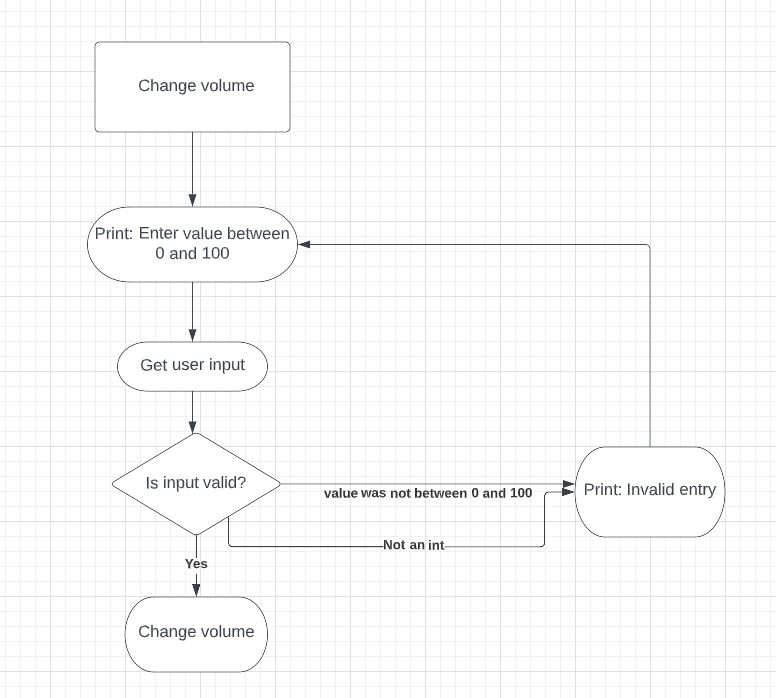 Change volume
Print: Enter value between
0 and 100
Get user input
Is input valid?
value was not between 0 and 100
Print: Invalid entry
Not an int
Yes
Change volume